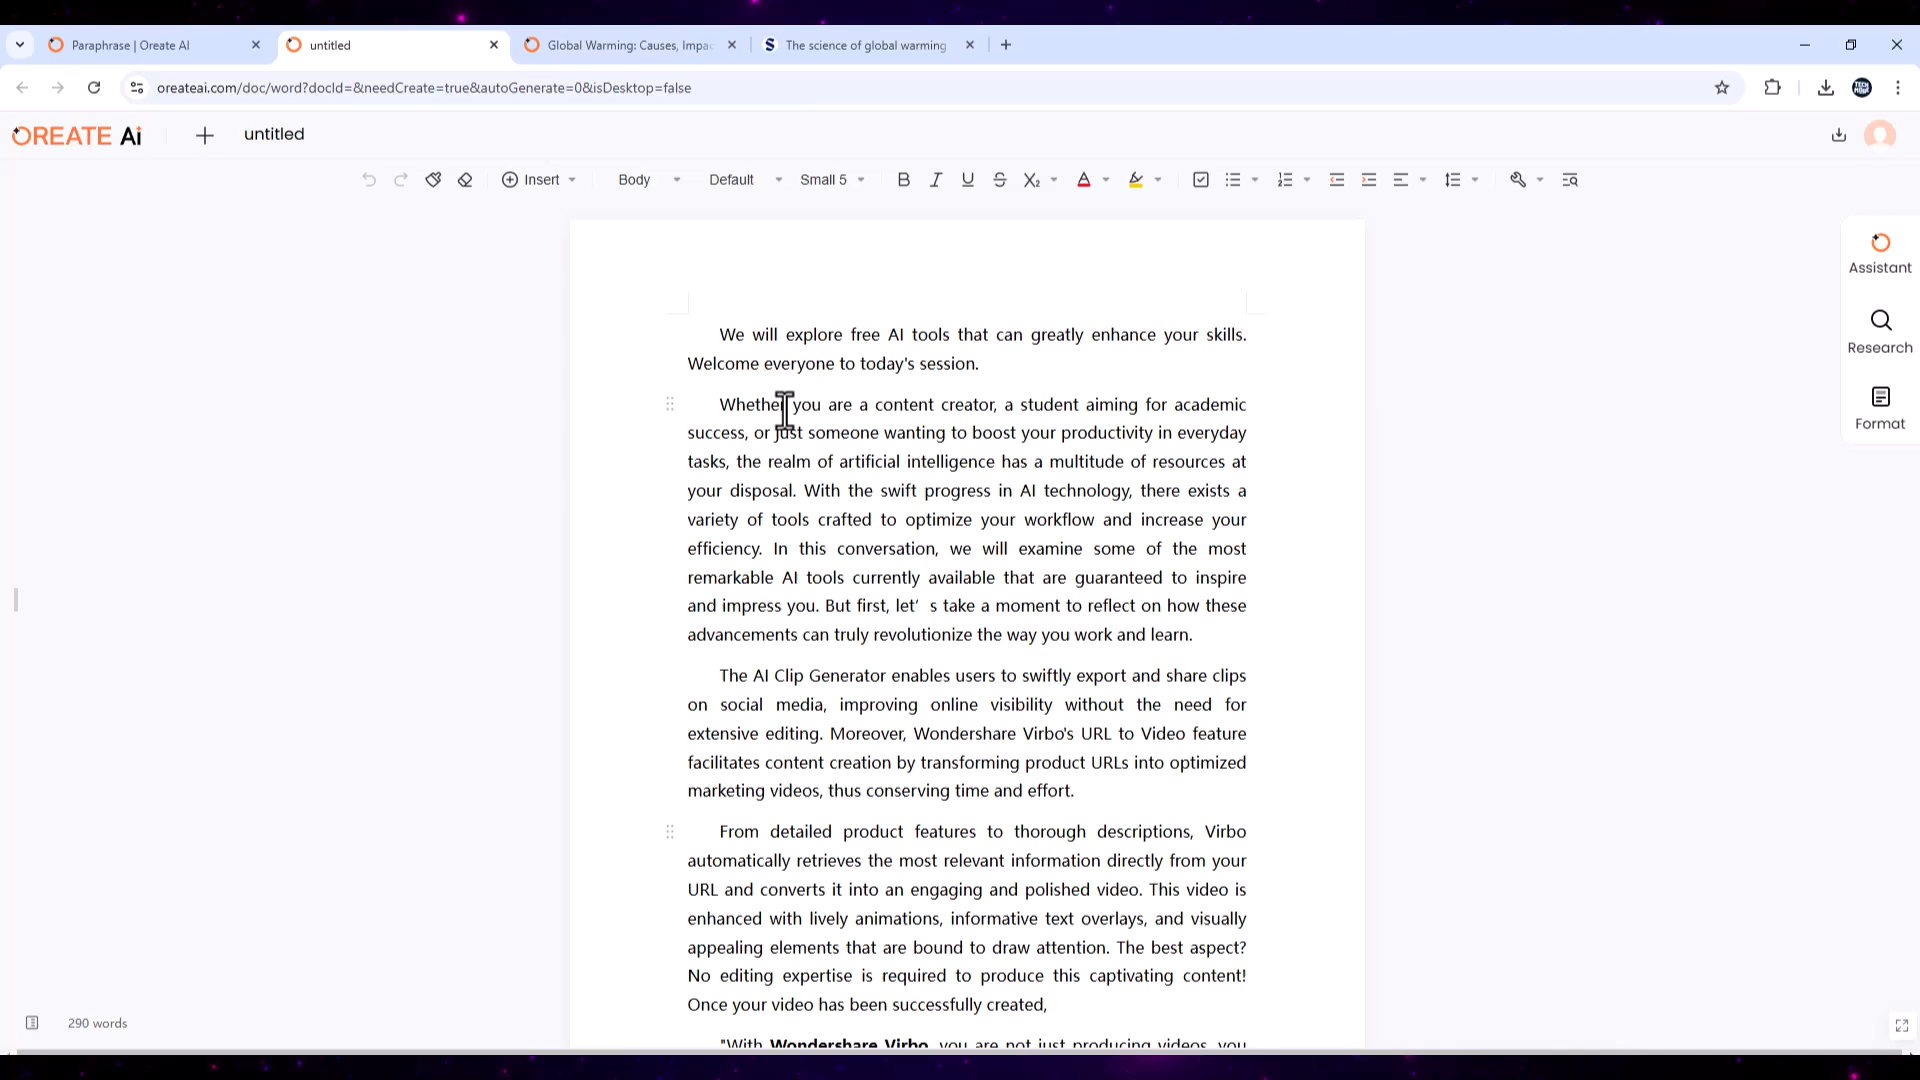 Paraphrase | Oreate AI
untitled
Global Warming: Causes, Impa
The science of global warming
oreateai.com/doc/word?docId=&needCreate=true&autoGenerate=0&isDesktop=false
OREATE Ai
untitled
Insert
Body
Default
Small 5
We will explore free AI tools that can greatly enhance your skills.
Welcome everyone to today's session.
Whether you are a content creator, a student aiming for academic
success, or just someone wanting to boost your productivity in everyday
tasks, the realm of artificial intelligence has a multitude of resources at
your disposal. With the swift progress in AI technology, there exists a
variety of tools crafted to optimize your workflow and increase your
efficiency. In this conversation, we will examine some of the most
remarkable AI tools currently available that are guaranteed to inspire
and impress you. But first, let’ s take a moment to reflect on how these
advancements can truly revolutionize the way you work and learn.
The AI Clip Generator enables users to swiftly export and share clips
on social media, improving online visibility without the need for
extensive editing. Moreover, Wondershare Virbo's URL to Video feature
facilitates content creation by transforming product URLs into optimized
marketing videos, thus conserving time and effort.
From detailed product features to thorough descriptions, Virbo
automatically retrieves the most relevant information directly from your
URL and converts it into an engaging and polished video. This video is
enhanced with lively animations, informative text overlays, and visually
appealing elements that are bound to draw attention. The best aspect?
No editing expertise is required to produce this captivating content!
Once your video has been successfully created,
"With Wondershare Virbo, you are not just producing videos, you
Assistant
Research
Format
290 words